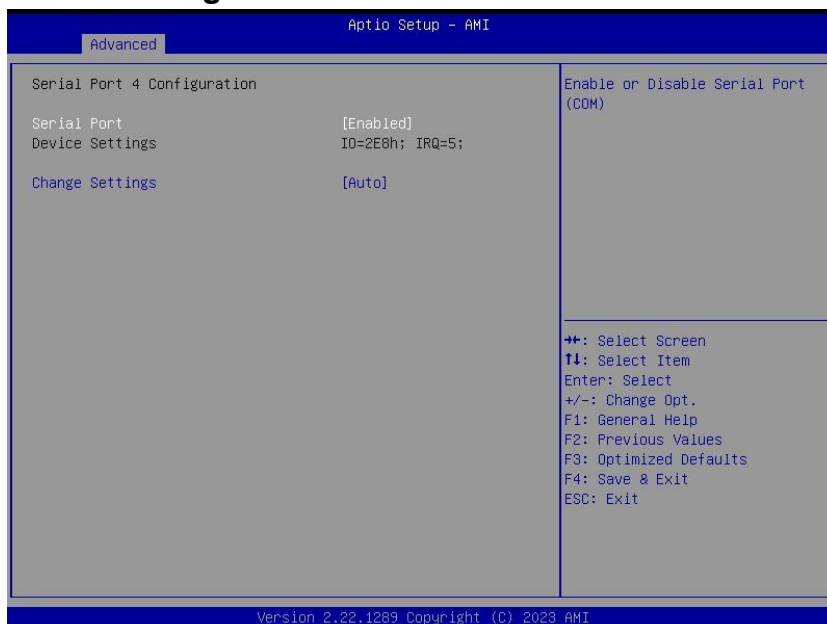 Aptio Setup - AMI
Advanced
Serial Port 4 Configuration
Serial Port [Enabled]
Device Settings IO=2E8h; IRQ=5;
Change Settings [Auto]
Enable or Disable Serial Port
(COM)
→←: Select Screen
↑↓: Select Item
Enter: Select
+/-: Change Opt.
F1: General Help
F2: Previous Values
F3: Optimized Defaults
F4: Save & Exit
ESC: Exit
Version 2.22.1289 Copyright (C) 2023 AMI